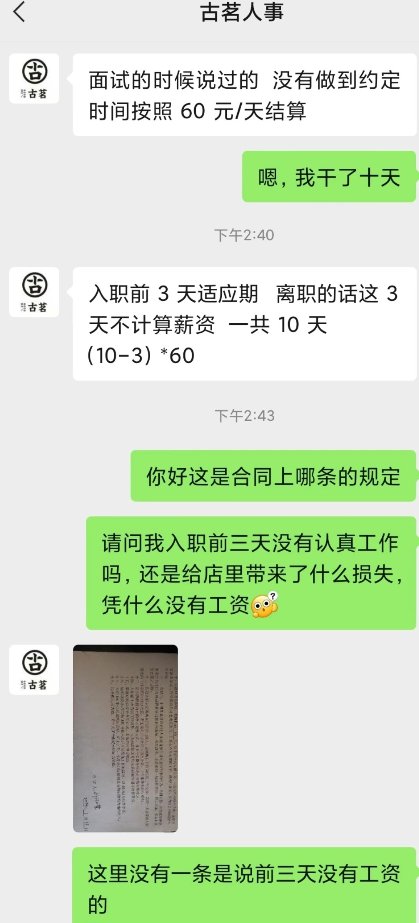 古茗人事
古茗
面试的时候说过的 没有做到约定
时间按照 60 元/天结算
嗯，我干了十天
下午2:40
古茗
入职前 3 天适应期 离职的话这 3
天不计算薪资 一共 10 天
(10-3) *60
下午2:43
你好这是合同上哪条的规定
请问我入职前三天没有认真工作
吗，还是给店里带来了什么损失，
凭什么没有工资
古茗
这里没有一条是说前三天没有工资
的